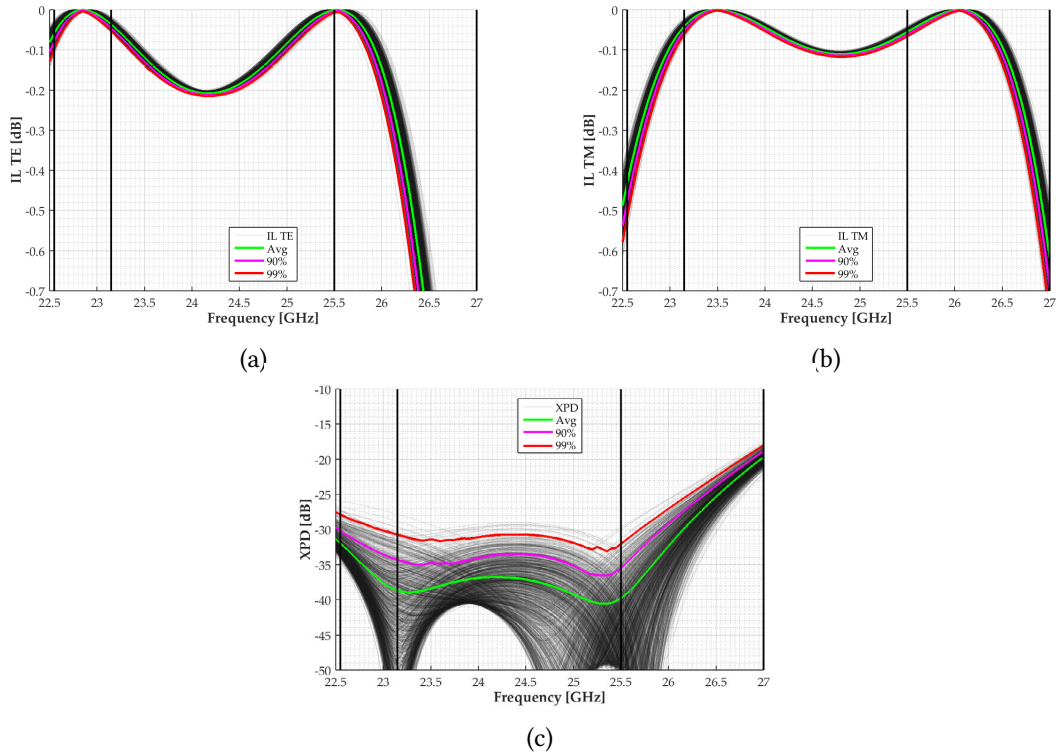 0
-0.1
-0.2
-0.3
-0.4
-0.5
-0.6
-0.7
IL TE [dB]
IL TE
Avg
90%
99%
22.5 23 23.5 24 24.5 25 25.5 26 26.5 27
Frequency [GHz]
(a)
0
-0.1
-0.2
-0.3
-0.4
-0.5
-0.6
-0.7
IL TM [dB]
IL TM
Avg
90%
99%
22.5 23 23.5 24 24.5 25 25.5 26 26.5 27
Frequency [GHz]
(b)
-10
-20
-25
-30
-35
-40
-45
-50
XPD [dB]
XPD
Avg
90%
99%
22.5 23 23.5 24 24.5 25 25.5 26 26.5 27
Frequency [GHz]
(c)